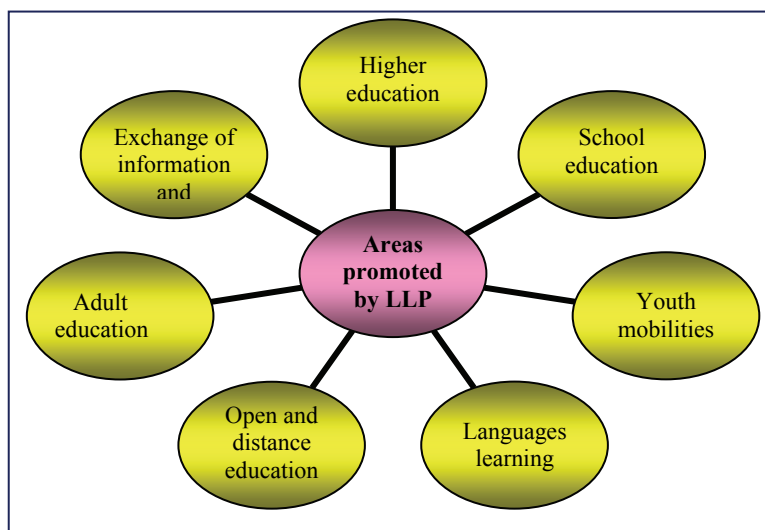 Higher
education
Exchange of
information
and
School
education
Areas
promoted
by LLP
Adult
education
Youth
mobilities
Open and
distance
education
Languages
learning